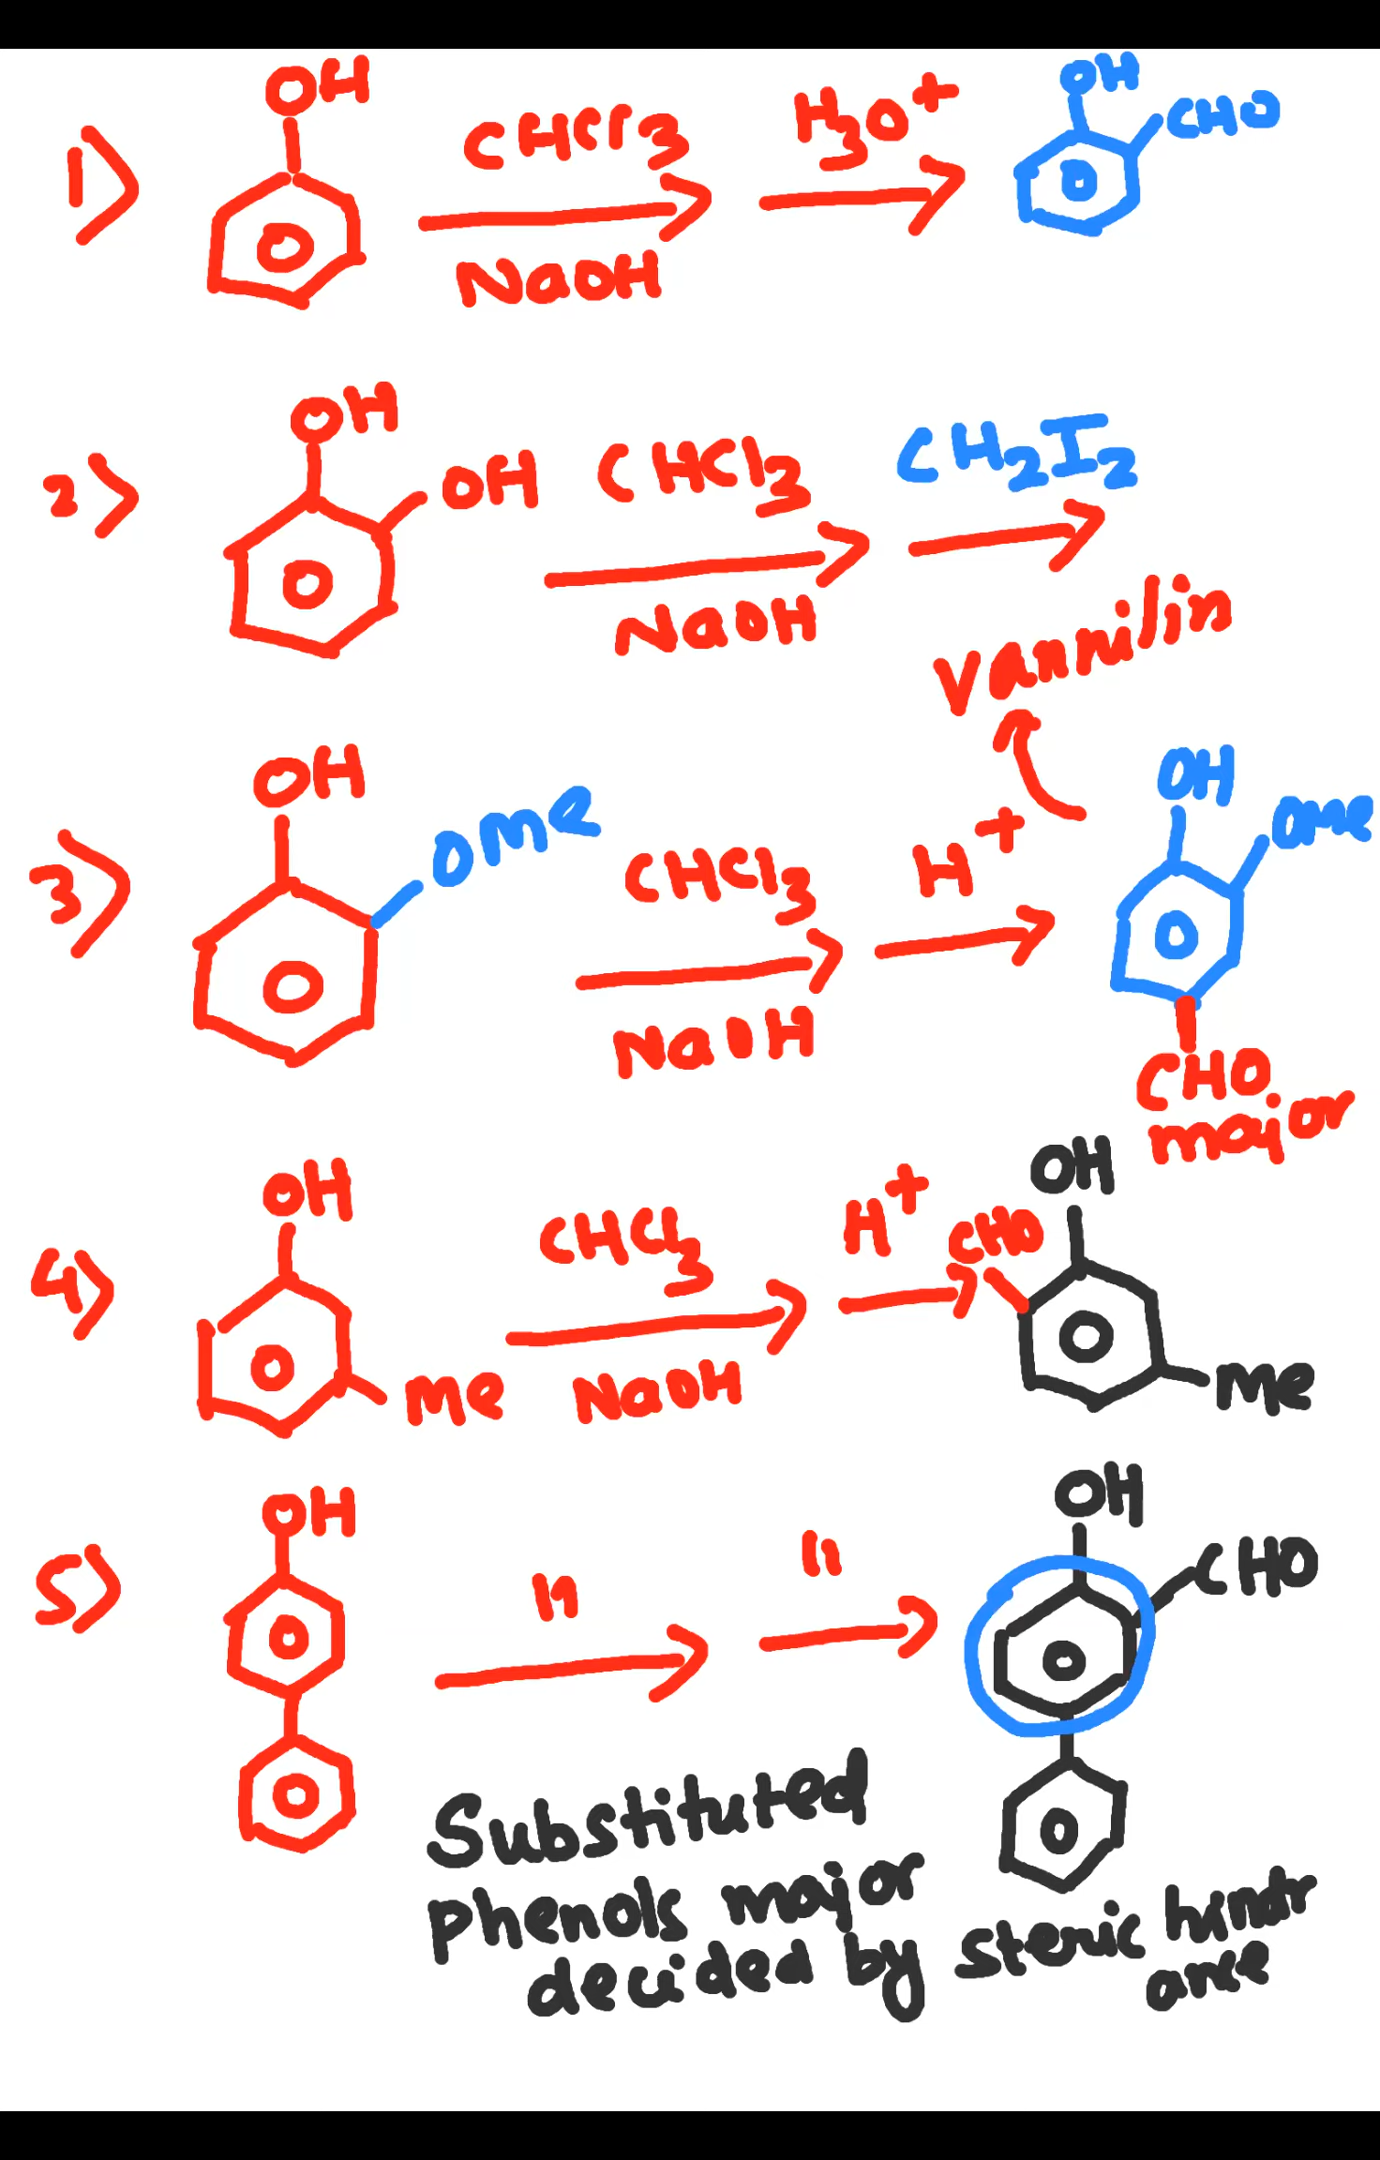 1) OH CHCl3 NaOH H3O+ OH CHO
2) OH OH CHCl3 NaOH CH2I2
Vannilin
3) OH OMe CHCl3 NaOH H+ OH OMe
CHO
major
4) OH Me CHCl3 NaOH H+ CHO OH Me
5) OH 11 11 OH CHO
Substituted
phenols major
decided by steric hindr
ance